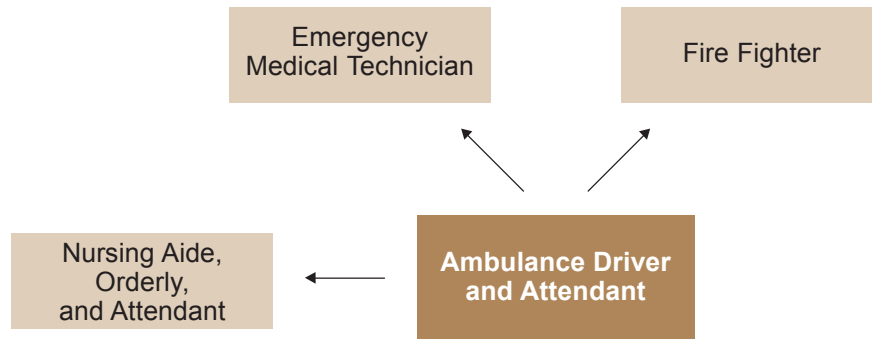 Emergency
Medical Technician
Fire Fighter
Nursing Aide,
Orderly,
and Attendant
Ambulance Driver
and Attendant